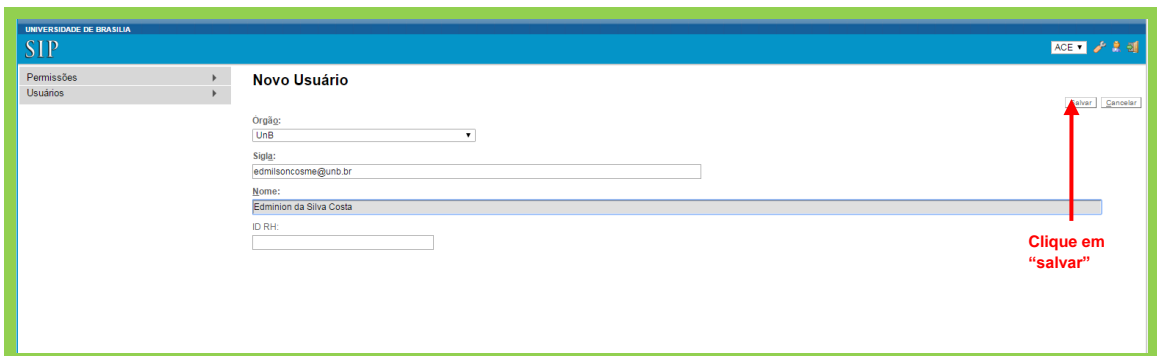 UNIVERSIDADE DE BRASILIA
SIP
ACE
Permissões
Usuários
Novo Usuário
Salvar Cancelar
Orgão:
UnB
Sigla:
edmilsoncosme@unb.br
Nome:
Edminion da Silva Costa
ID RH:
Clique em
“salvar”